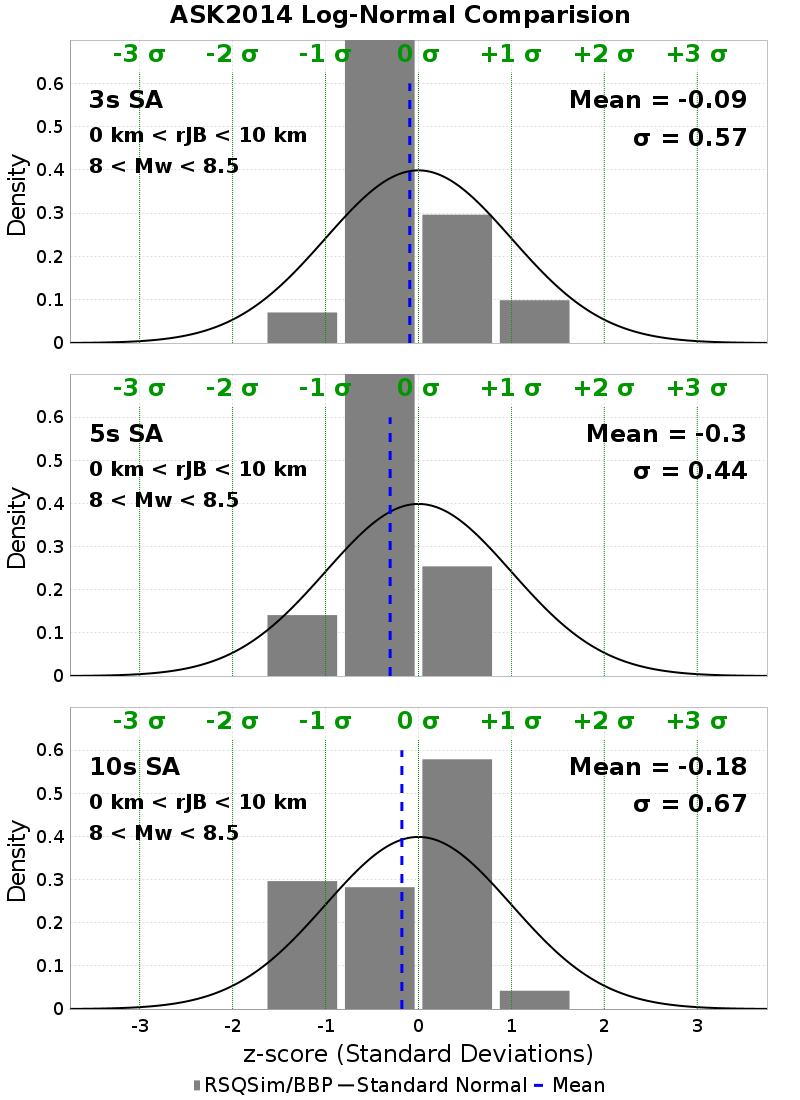 ASK2014 Log-Normal Comparision
-3 σ -2 σ -1 σ 0 σ +1 σ +2 σ +3 σ
3s SA
0 km < rJB < 10 km
8 < Mw < 8.5
Mean = -0.09
σ = 0.57
Density
0.6
0.5
0.4
0.3
0.2
0.1
0
-3 σ -2 σ -1 σ 0 σ +1 σ +2 σ +3 σ
5s SA
0 km < rJB < 10 km
8 < Mw < 8.5
Mean = -0.3
σ = 0.44
Density
0.6
0.5
0.4
0.3
0.2
0.1
0
-3 σ -2 σ -1 σ 0 σ +1 σ +2 σ +3 σ
10s SA
0 km < rJB < 10 km
8 < Mw < 8.5
Mean = -0.18
σ = 0.67
Density
0.6
0.5
0.4
0.3
0.2
0.1
0
-3 -2 -1 0 1 2 3
z-score (Standard Deviations)
RSQSim/BBP Standard Normal Mean